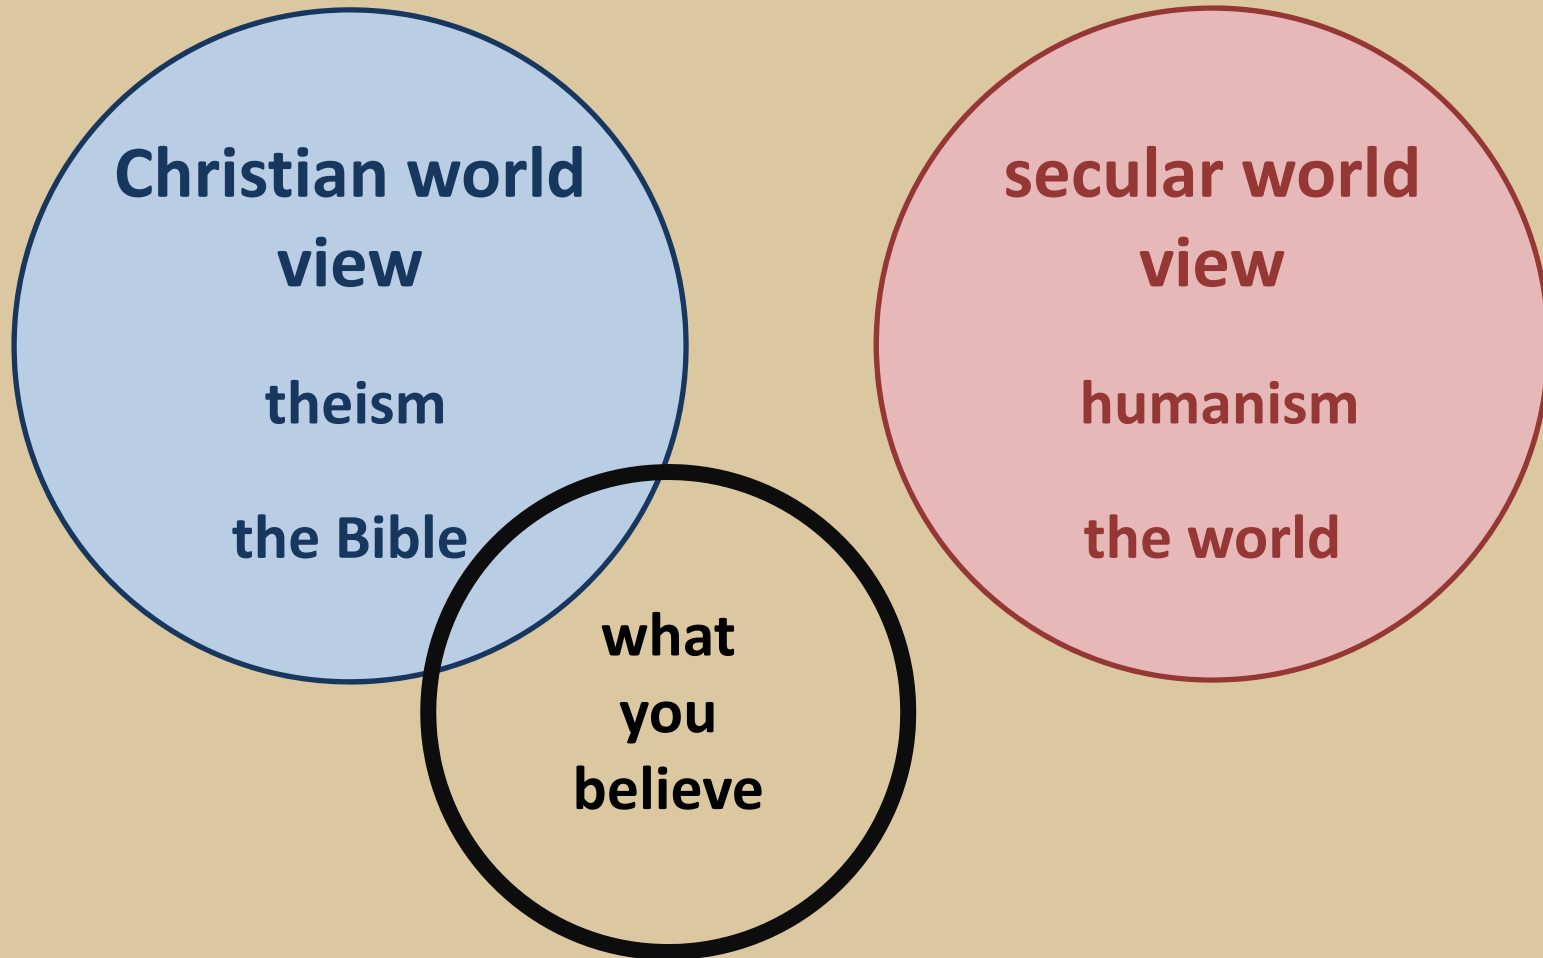 Christian world
view
theism
the Bible
secular world
view
humanism
the world
what
you
believe